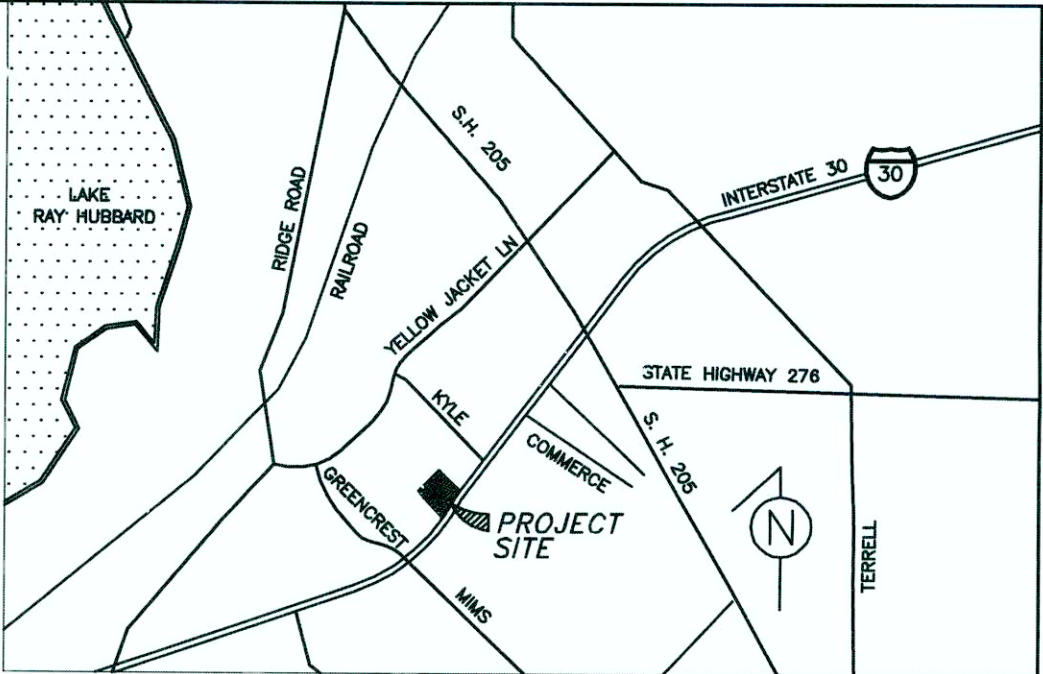 LAKE
RAY HUBBARD
RIDGE ROAD
RAILROAD
S.H. 205
YELLOW JACKET LN
INTERSTATE 30
30
STATE HIGHWAY 276
KYLE
COMMERCE
S. H. 205
GREENCREST
PROJECT
SITE
N
MIMS
TERRELL